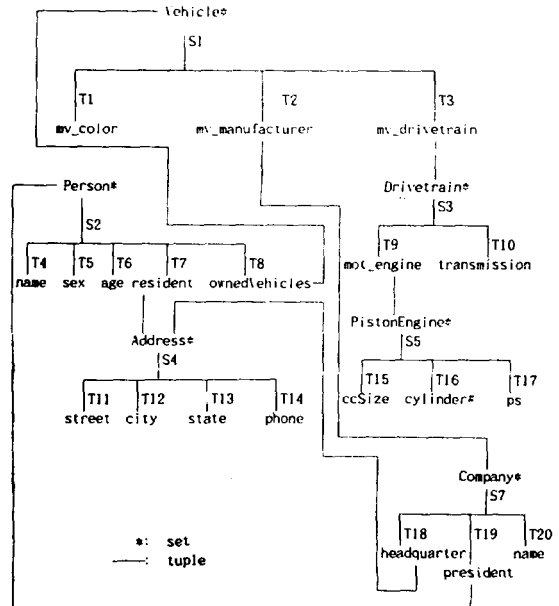 Vehicle*
S1
T1 T2 T3
mv_color mv_manufacturer mv_drivetrain
Person* Drivetrain*
S2 S3
T4 T5 T6 T7 T8 T9 T10
name sex age resident ownedVehicles mot_engine transmission
Address* PistonEngine*
S4 S5
T11 T12 T13 T14 T15 T16 T17
street city state phone ccSize cylinder# ps
Company*
S7
T18 T19 T20
headquarter name
president
*: set
——: tuple